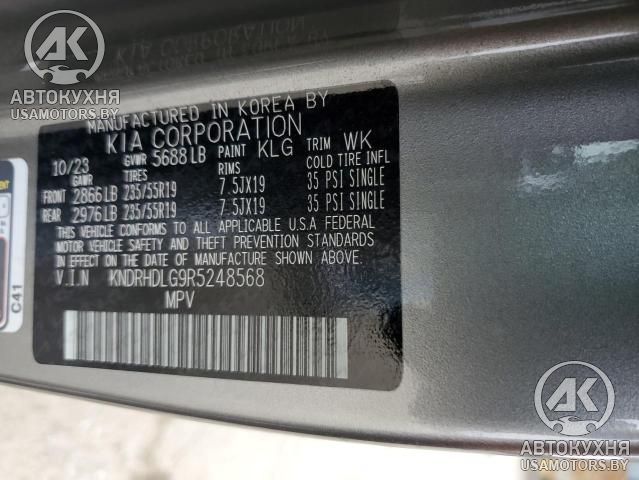 MANUFACTURED IN KOREA BY
KIA CORPORATION
10/23 GVWR 5688 LB PAINT KLG TRIM WK
GAWR TIRES RIMS COLD TIRE INFL
FRONT 2866 LB 235/55R19 7.5JX19 35 PSI SINGLE
REAR 2976 LB 235/55R19 7.5JX19 35 PSI SINGLE
THIS VEHICLE CONFORMS TO ALL APPLICABLE U.S.A FEDERAL
MOTOR VEHICLE SAFETY AND THEFT PREVENTION STANDARDS
IN EFFECT ON THE DATE OF MANUFACTURE SHOWN ABOVE.
V.I.N KNDRHDLG9R5248568
MPV
C41
АК
АВТОКУХНЯ
USAMOTORS.BY
АК
АВТОКУХНЯ
USAMOTORS.BY